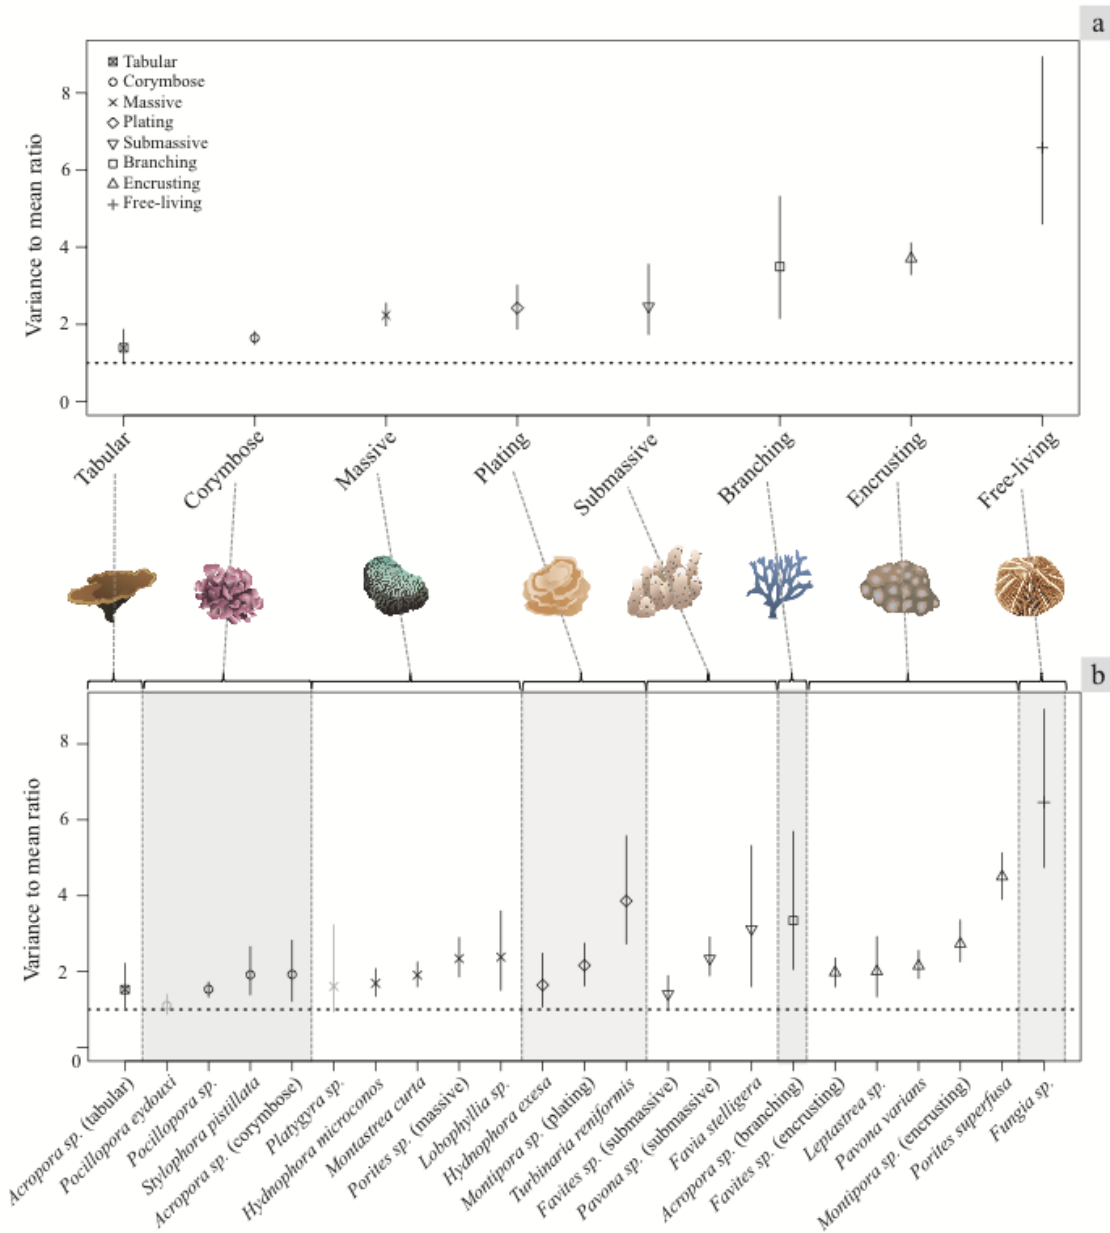 a
Variance to mean ratio
8
6
4
2
0
Tabular
Corymbose
Massive
Plating
Submassive
Branching
Encrusting
Free-living
Tabular
Corymbose
Massive
Plating
Submassive
Branching
Encrusting
Free-living
b
Variance to mean ratio
8
6
4
2
0
Acropora sp. (tabular)
Pocillopora eydouxi
Pocillopora sp.
Stylophora pistillata
Acropora sp. (corymbose)
Platygyra sp.
Hydnophora microconos
Montastrea curta
Porites sp. (massive)
Lobophyllia sp.
Hydnophora exesa
Montipora sp. (plating)
Turbinaria reniformis
Favites sp. (submassive)
Pavona sp. (submassive)
Favia stelligera
Acropora sp. (branching)
Favites sp. (encrusting)
Leptastrea sp.
Pavona varians
Montipora sp. (encrusting)
Porites superfusa
Fungia sp.